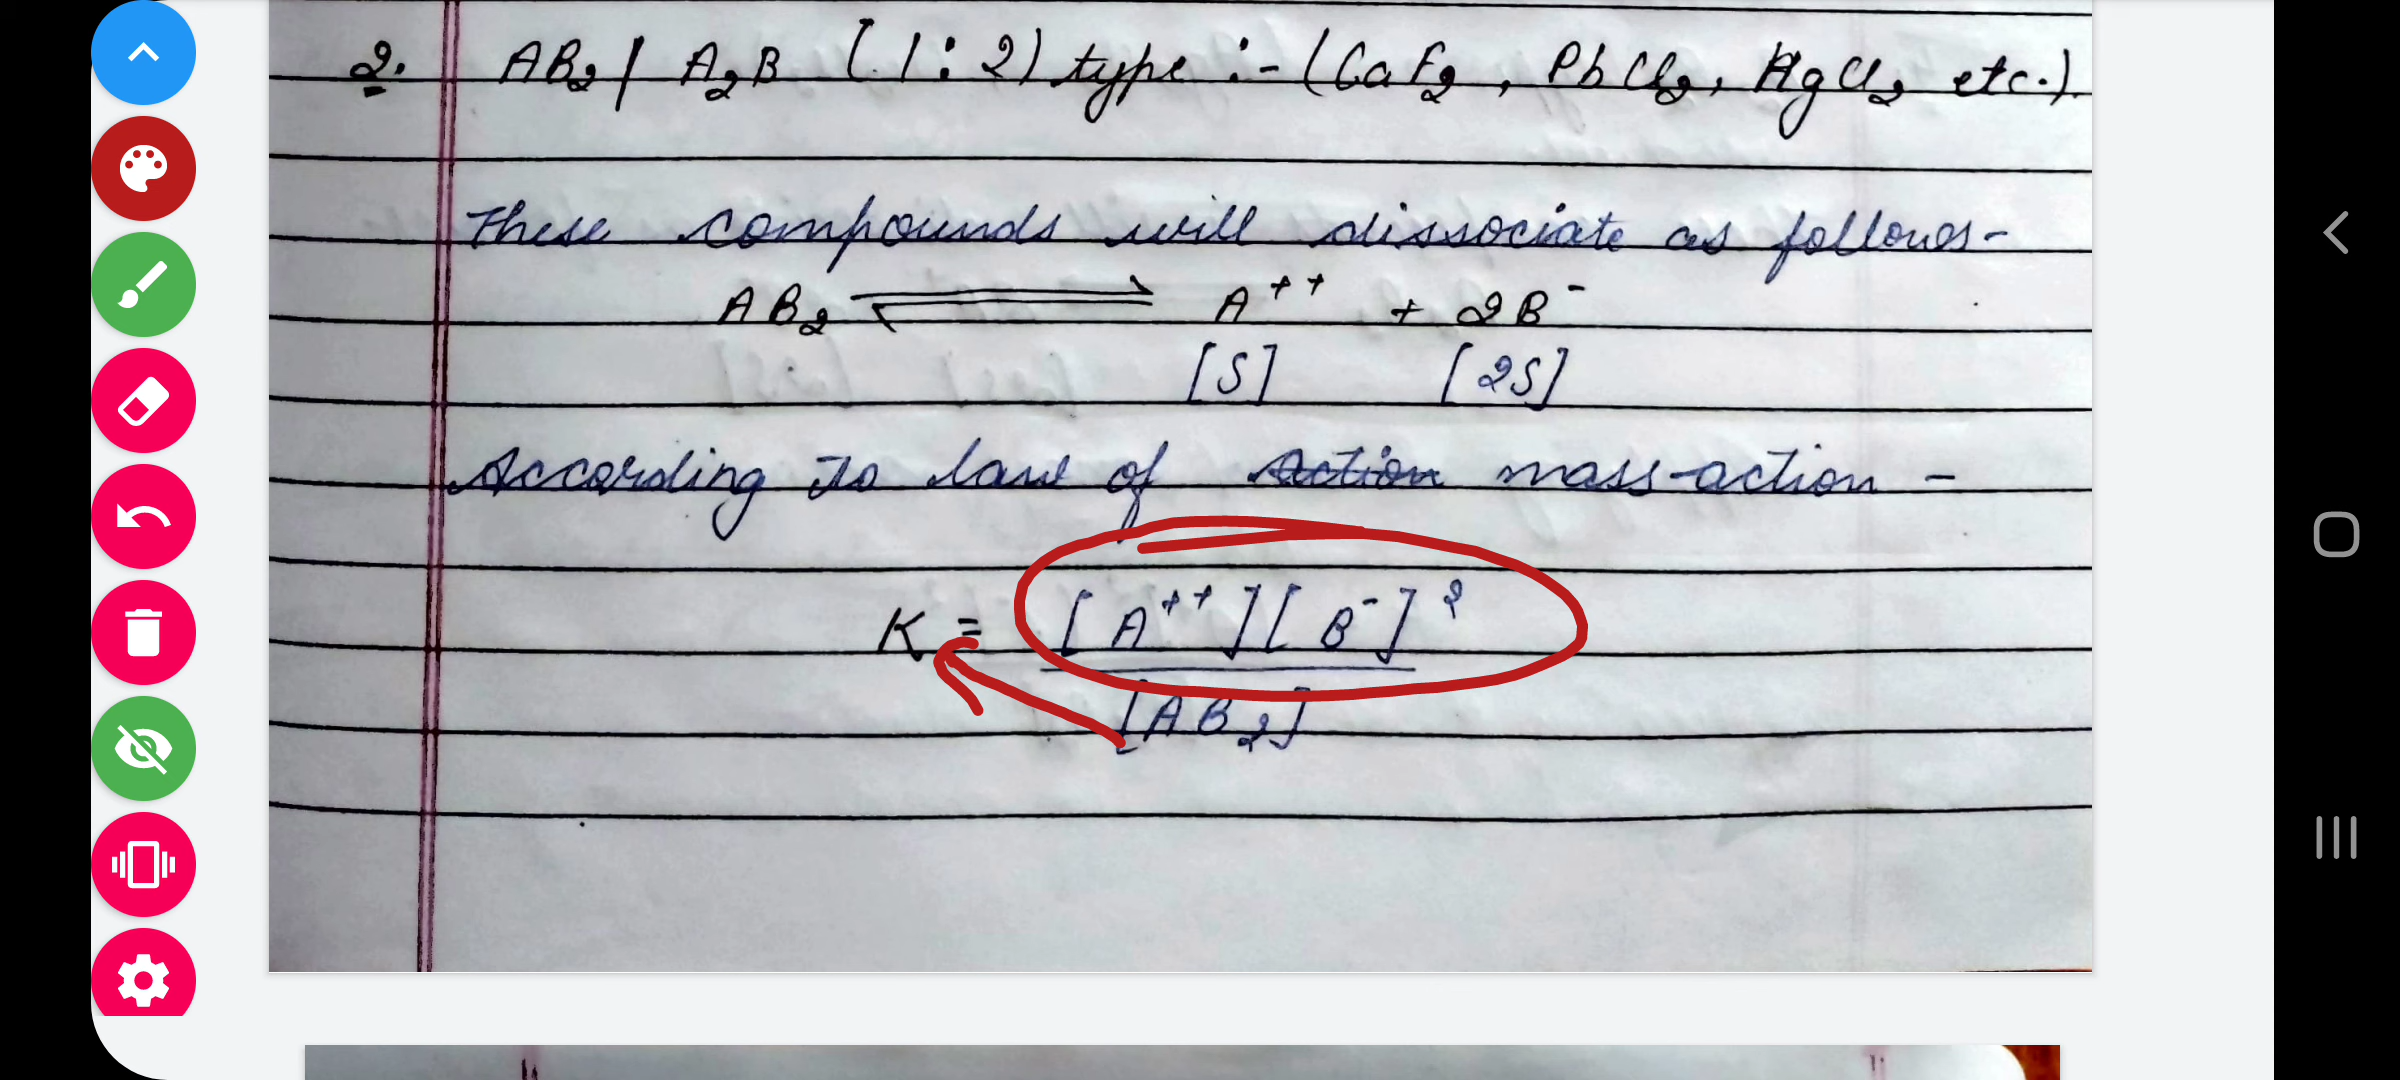 2. AB₂ / A₂B (1:2) type :- (CaF₂, PbCl₂, HgCl₂ etc.)
These compounds will dissociate as follows-
AB₂ ⇌ A⁺⁺ + 2B⁻
[S] [2S]
According to law of ~~action~~ mass-action -
K = [A⁺⁺][B⁻]²
[AB₂]